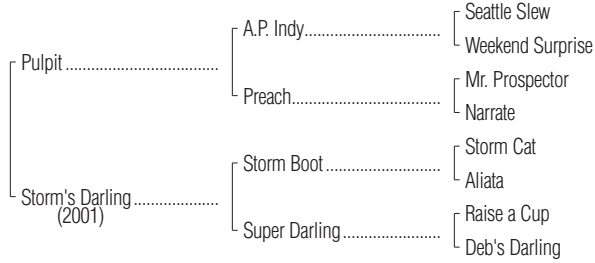 Seattle Slew
A.P. Indy
Weekend Surprise
Pulpit
Mr. Prospector
Preach
Narrate
Storm Cat
Storm Boot
Aliata
Storm's Darling
(2001)
Raise a Cup
Super Darling
Deb's Darling